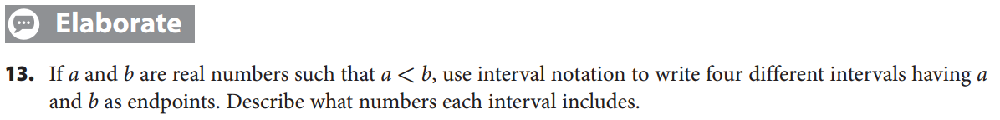 Elaborate
13. If a and b are real numbers such that a < b, use interval notation to write four different intervals having a
and b as endpoints. Describe what numbers each interval includes.